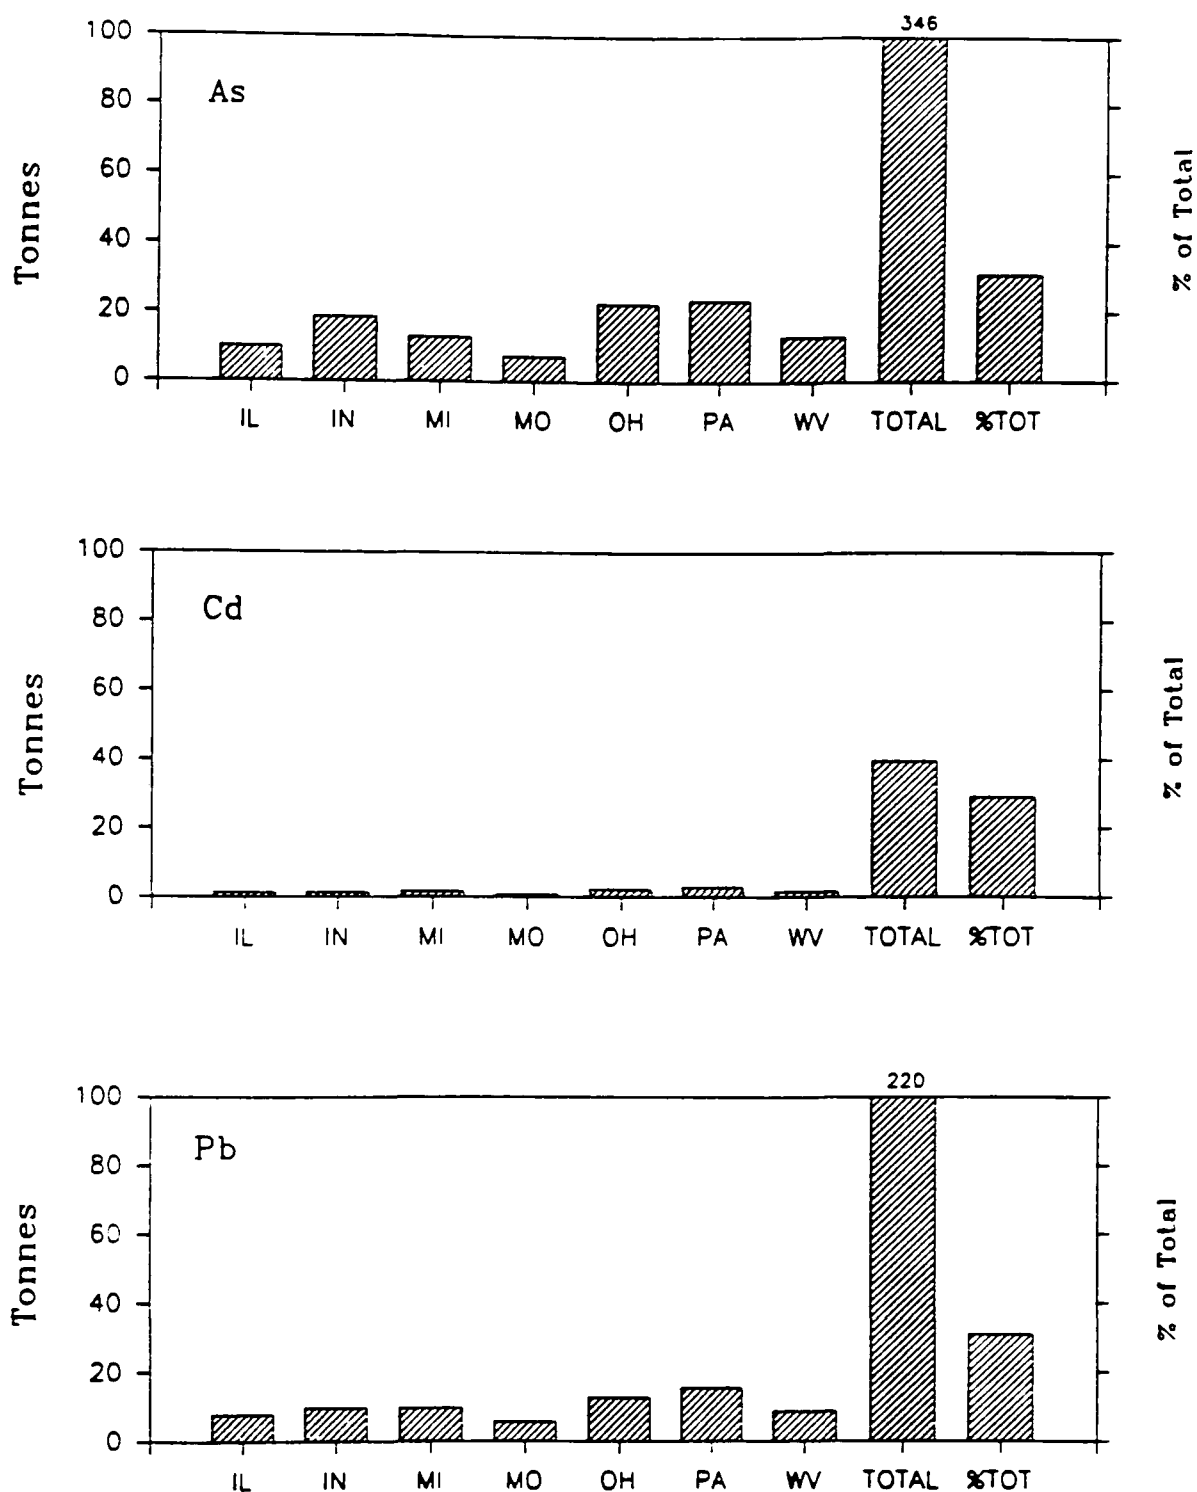 346
100
80
60
40
20
0
As
Tonnes
% of Total
IL IN MI MO OH PA WV TOTAL %TOT
100
80
60
40
20
0
Cd
Tonnes
% of Total
IL IN MI MO OH PA WV TOTAL %TOT
220
100
80
60
40
20
0
Pb
Tonnes
% of Total
IL IN MI MO OH PA WV TOTAL %TOT